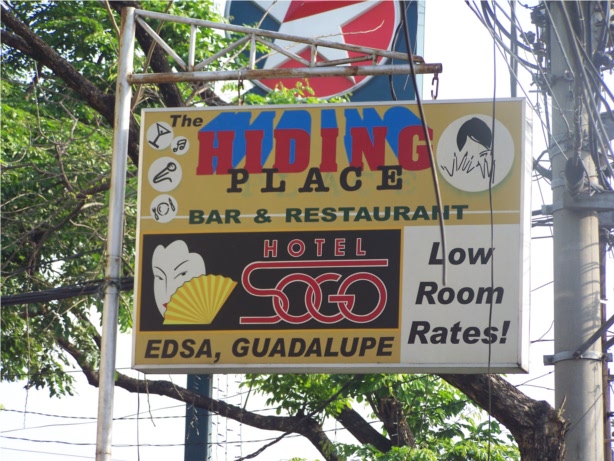 The
HIDING
PLACE
BAR & RESTAURANT
HOTEL
SOGO
EDSA, GUADALUPE
Low
Room
Rates!